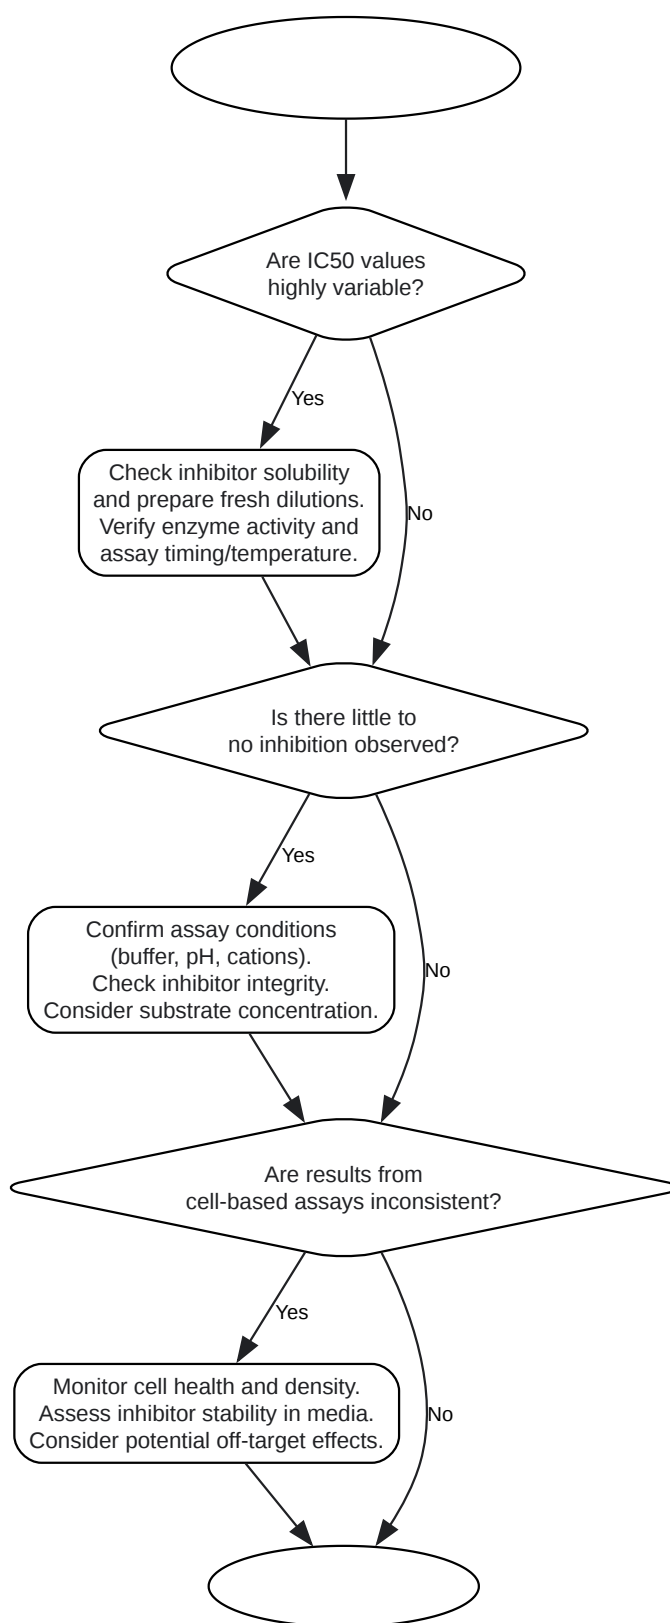 Are IC50 values
highly variable?
Yes
Check inhibitor solubility
and prepare fresh dilutions.
Verify enzyme activity and
assay timing/temperature.
No
Is there little to
no inhibition observed?
Yes
Confirm assay conditions
(buffer, pH, cations).
Check inhibitor integrity.
Consider substrate concentration.
No
Are results from
cell-based assays inconsistent?
Yes
Monitor cell health and density.
Assess inhibitor stability in media.
Consider potential off-target effects.
No